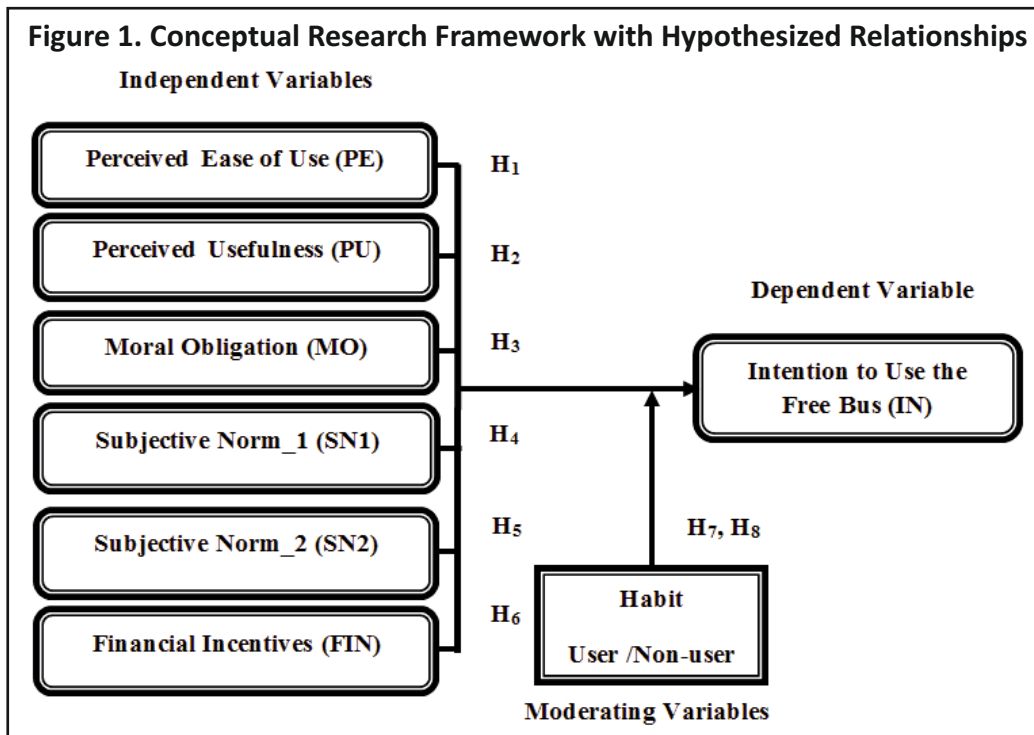 Figure 1. Conceptual Research Framework with Hypothesized Relationships
Independent Variables
Perceived Ease of Use (PE)
H₁
Perceived Usefulness (PU)
H₂
Moral Obligation (MO)
H₃
Subjective Norm_1 (SN1)
H₄
Subjective Norm_2 (SN2)
H₅
Financial Incentives (FIN)
H₆
Dependent Variable
Intention to Use the
Free Bus (IN)
H₇, H₈
Habit
User /Non-user
Moderating Variables